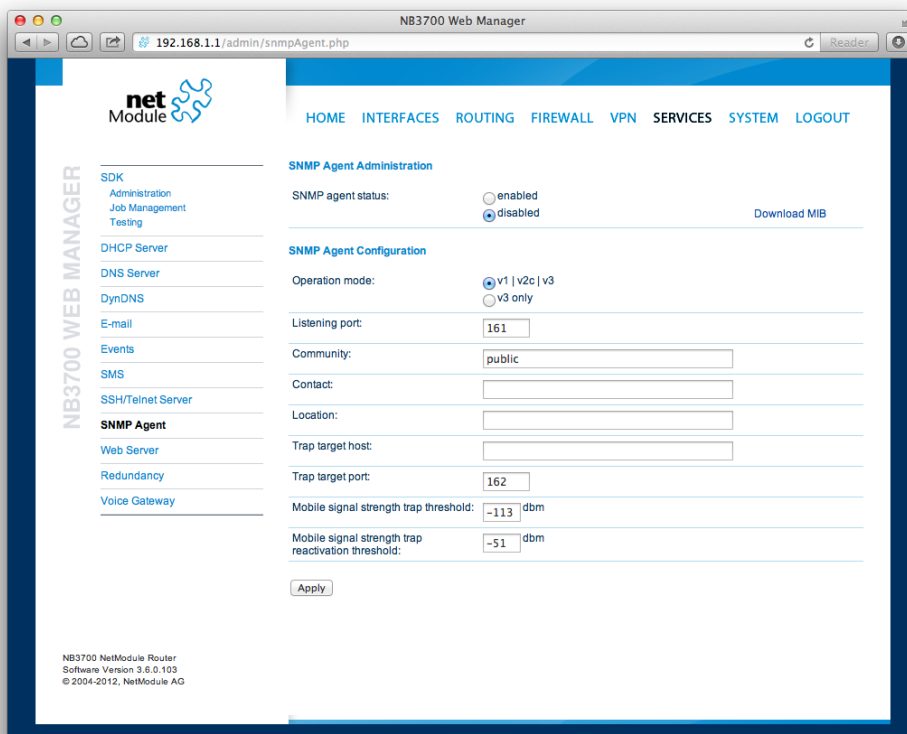 NB3700 Web Manager
192.168.1.1/admin/snmpAgent.php
Reader
net
Module
HOME INTERFACES ROUTING FIREWALL VPN SERVICES SYSTEM LOGOUT
NB3700 WEB MANAGER
SDK
Administration
Job Management
Testing
DHCP Server
DNS Server
DynDNS
E-mail
Events
SMS
SSH/Telnet Server
SNMP Agent
Web Server
Redundancy
Voice Gateway
SNMP Agent Administration
SNMP agent status:
enabled
disabled
Download MIB
SNMP Agent Configuration
Operation mode:
v1 | v2c | v3
v3 only
Listening port: 161
Community: public
Contact:
Location:
Trap target host:
Trap target port: 162
Mobile signal strength trap threshold: -113 dbm
Mobile signal strength trap
reactivation threshold: -51 dbm
Apply
NB3700 NetModule Router
Software Version 3.6.0.103
© 2004-2012, NetModule AG